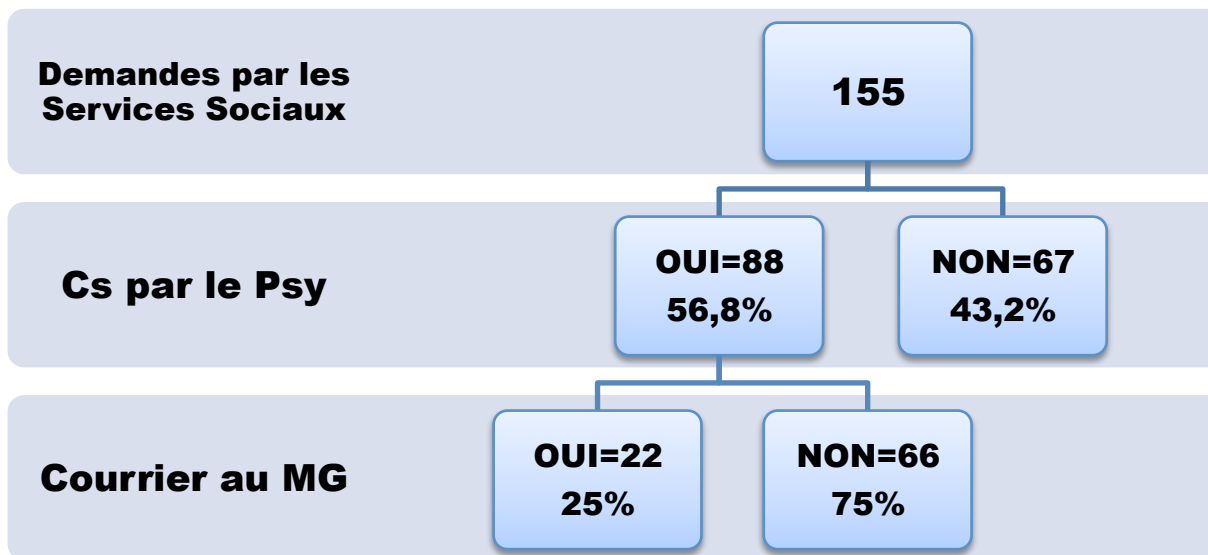 Demandes par les
Services Sociaux
155
Cs par le Psy
OUI=88
56,8%
NON=67
43,2%
Courrier au MG
OUI=22
25%
NON=66
75%